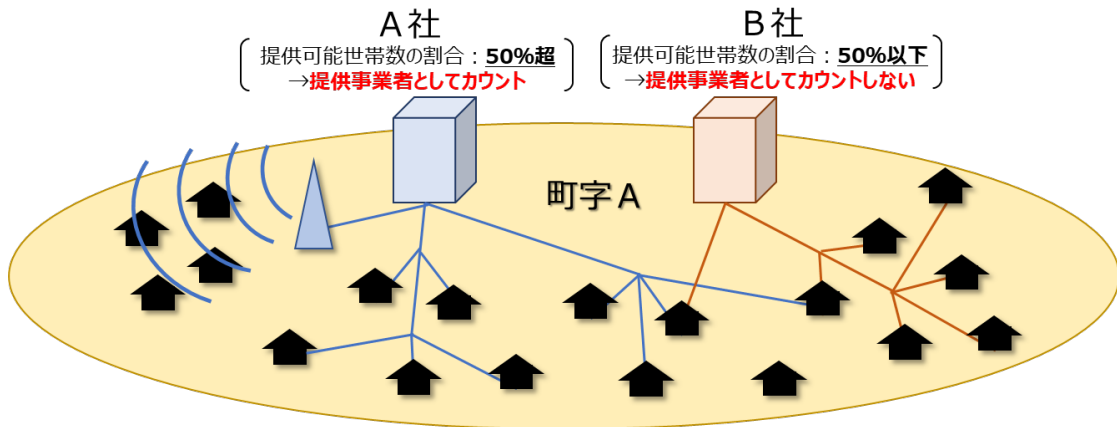 A社
提供可能世帯数の割合：50%超
→提供事業者としてカウント
B社
提供可能世帯数の割合：50%以下
→提供事業者としてカウントしない
町字A